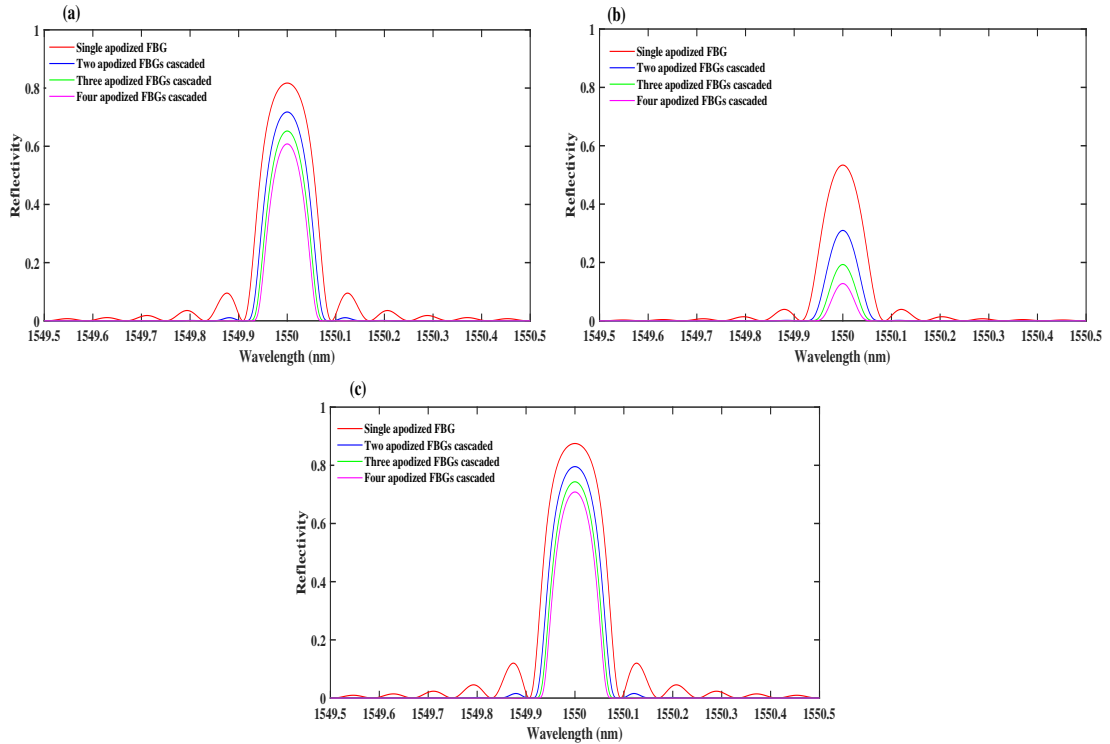 (a)
1
0.8
0.6
0.4
0.2
0
Reflectivity
Single apodized FBG
Two apodized FBGs cascaded
Three apodized FBGs cascaded
Four apodized FBGs cascaded
1549.5 1549.6 1549.7 1549.8 1549.9 1550 1550.1 1550.2 1550.3 1550.4 1550.5
Wavelength (nm)
(b)
1
0.8
0.6
0.4
0.2
0
Reflectivity
Single apodized FBG
Two apodized FBGs cascaded
Three apodized FBGs cascaded
Four apodized FBGs cascaded
1549.5 1549.6 1549.7 1549.8 1549.9 1550 1550.1 1550.2 1550.3 1550.4 1550.5
Wavelength (nm)
(c)
1
0.8
0.6
0.4
0.2
0
Reflectivity
Single apodized FBG
Two apodized FBGs cascaded
Three apodized FBGs cascaded
Four apodized FBGs cascaded
1549.5 1549.6 1549.7 1549.8 1549.9 1550 1550.1 1550.2 1550.3 1550.4 1550.5
Wavelength (nm)